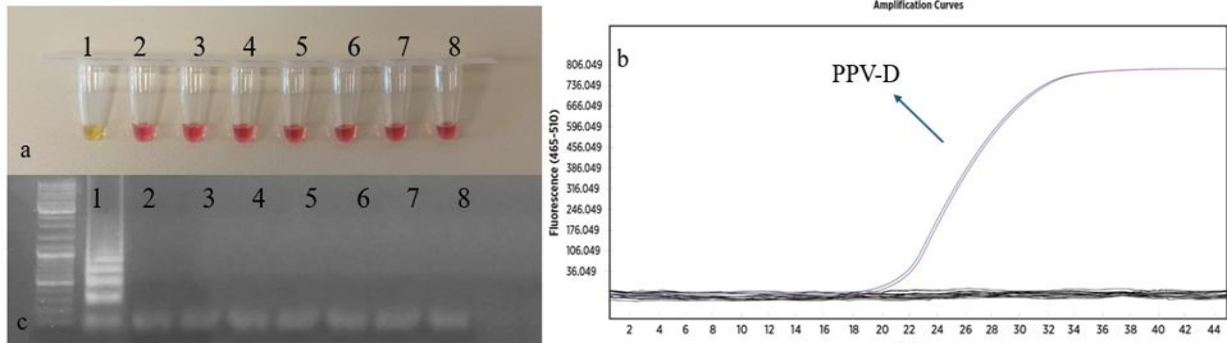 1 2 3 4 5 6 7 8
a
1 2 3 4 5 6 7 8
c
Amplification Curves
b
PPV-D
Fluorescence (465-510)
806.049
736.049
666.049
596.049
456.049
386.049
316.049
246.049
176.049
106.049
36.049
2 4 6 8 10 12 14 16 18 20 22 24 26 28 30 32 34 36 38 40 42 44